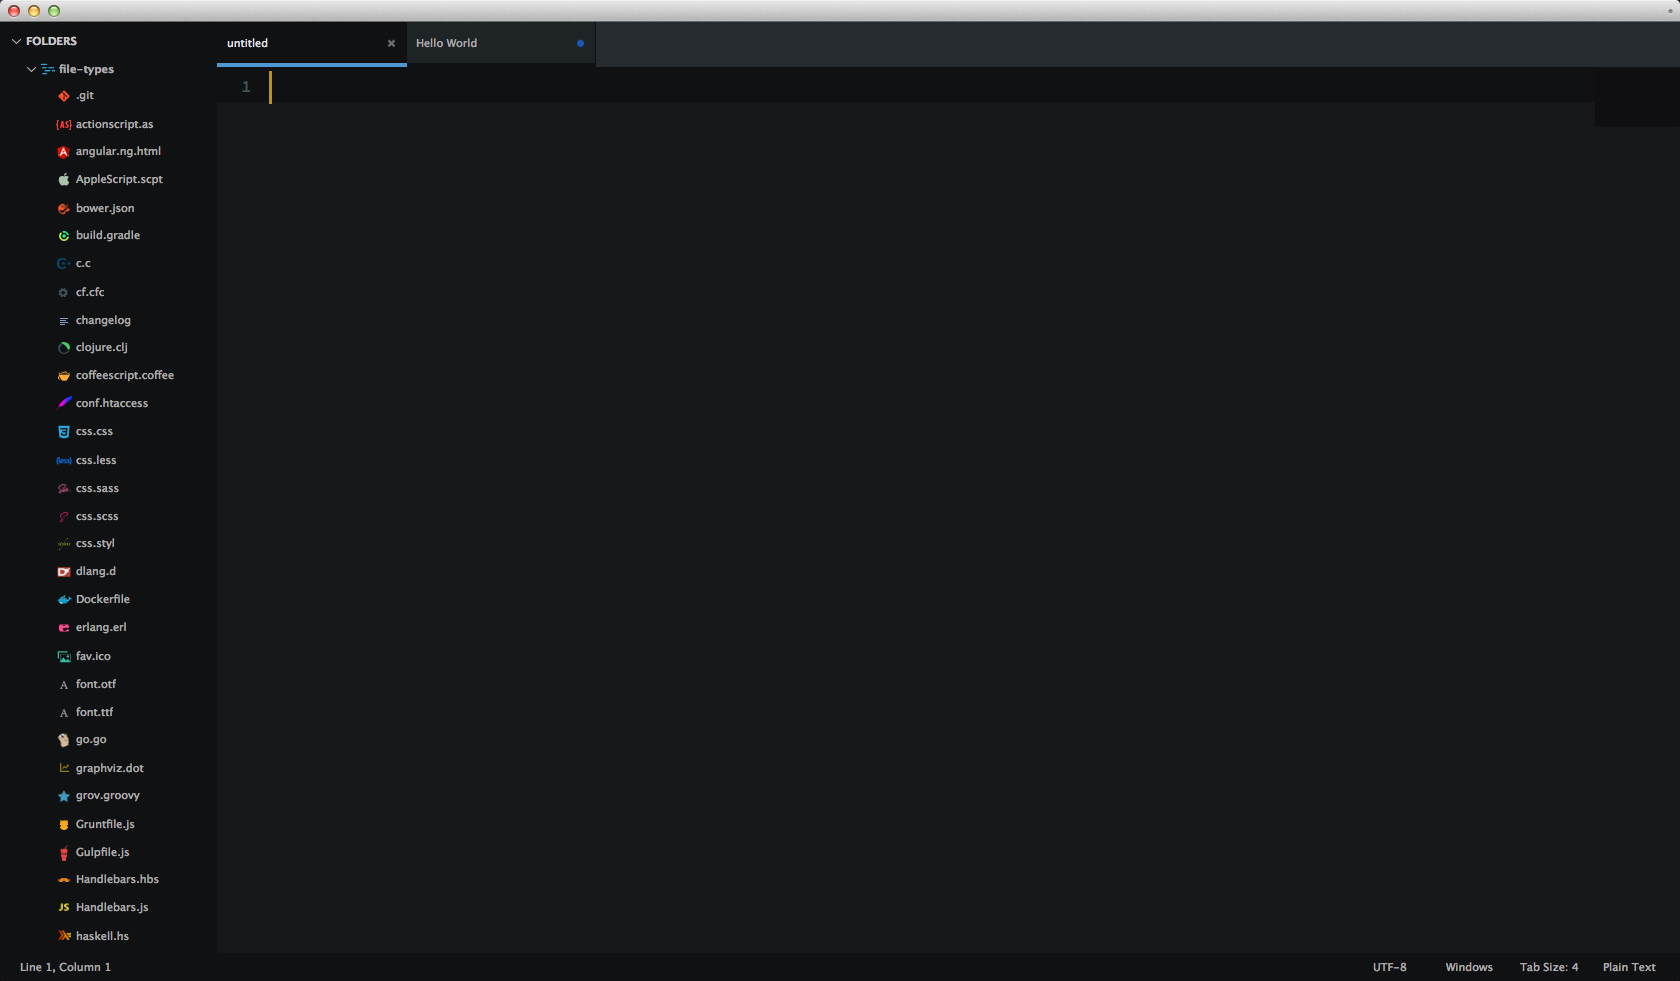 FOLDERS
file-types
.git
actionscript.as
angular.ng.html
AppleScript.scpt
bower.json
build.gradle
c.c
cf.cfc
changelog
clojure.clj
coffeescript.coffee
conf.htaccess
css.css
css.less
css.sass
css.scss
css.styl
dlang.d
Dockerfile
erlang.erl
fav.ico
font.otf
font.ttf
go.go
graphviz.dot
grov.groovy
Gruntfile.js
Gulpfile.js
Handlebars.hbs
JS Handlebars.js
haskell.hs
untitled Hello World
1
Line 1, Column 1 UTF-8 Windows Tab Size: 4 Plain Text